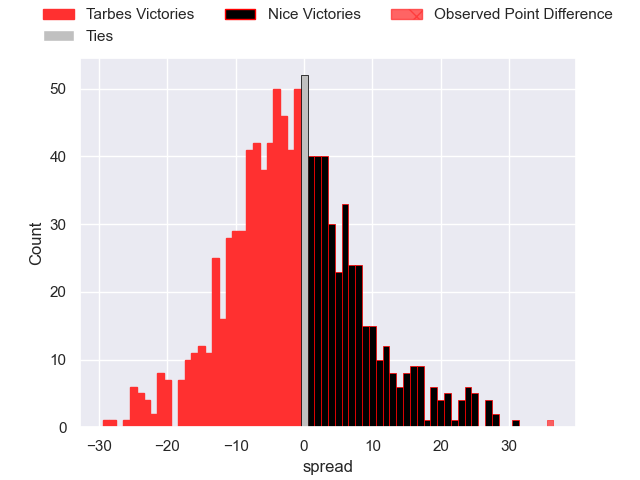 Tarbes Victories Nice Victories Observed Point Difference
Ties
50
40
30
20
10
0
Count
−30 −20 −10 0 10 20 30
spread